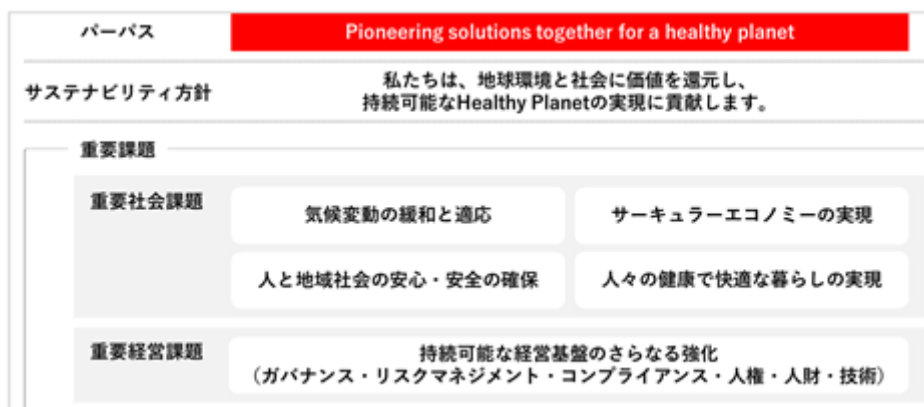 パーパス
Pioneering solutions together for a healthy planet
サステナビリティ方針
私たちは、地球環境と社会に価値を還元し、
持続可能なHealthy Planetの実現に貢献します。
重要課題
重要社会課題
気候変動の緩和と適応
サーキュラーエコノミーの実現
人と地域社会の安心・安全の確保
人々の健康で快適な暮らしの実現
重要経営課題
持続可能な経営基盤のさらなる強化
（ガバナンス・リスクマネジメント・コンプライアンス・人権・人財・技術）